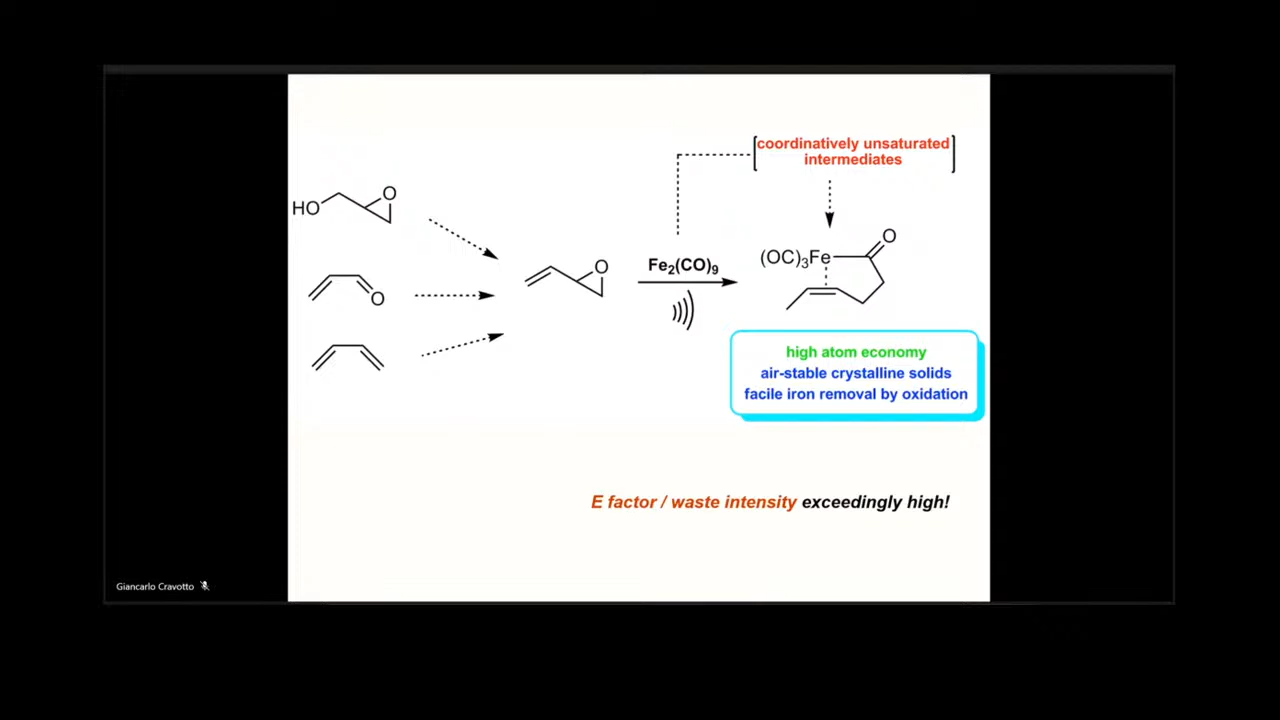 coordinatively unsaturated
intermediates
HO
O
O
O
Fe2(CO)9
(OC)3Fe
O
high atom economy
air-stable crystalline solids
facile iron removal by oxidation
E factor / waste intensity exceedingly high!
Giancarlo Cravotto